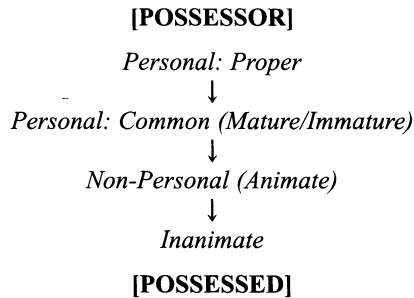 [POSSESSOR]
Personal: Proper
↓
Personal: Common (Mature/Immature)
↓
Non-Personal (Animate)
↓
Inanimate
[POSSESSED]